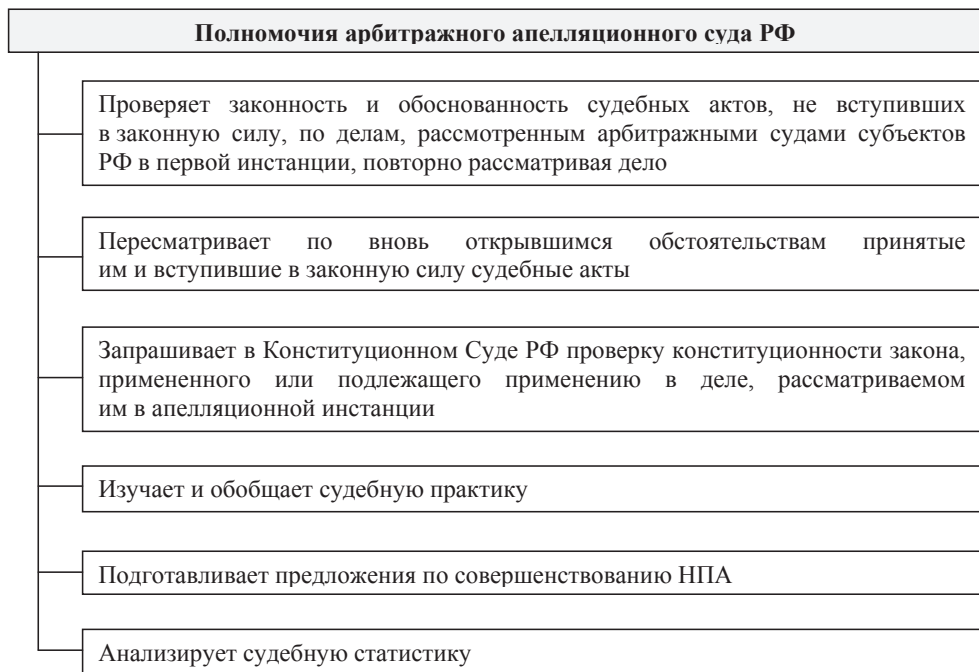 Полномочия арбитражного апелляционного суда РФ
Проверяет законность и обоснованность судебных актов, не вступивших
в законную силу, по делам, рассмотренным арбитражными судами субъектов
РФ в первой инстанции, повторно рассматривая дело
Пересматривает по вновь открывшимся обстоятельствам принятые
им и вступившие в законную силу судебные акты
Запрашивает в Конституционном Суде РФ проверку конституционности закона,
примененного или подлежащего применению в деле, рассматриваемом
им в апелляционной инстанции
Изучает и обобщает судебную практику
Подготавливает предложения по совершенствованию НПА
Анализирует судебную статистику